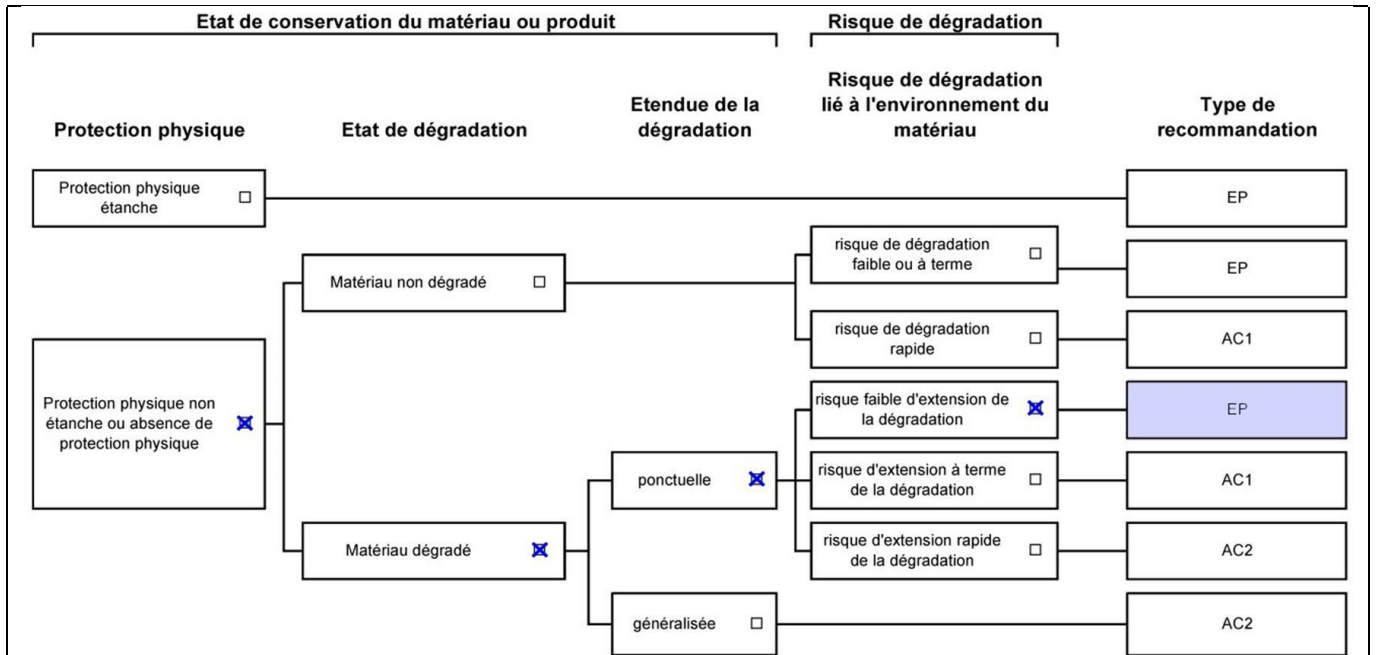 Etat de conservation du matériau ou produit
Risque de dégradation
Protection physique
Etat de dégradation
Etendue de la
dégradation
Risque de dégradation
lié à l'environnement du
matériau
Type de
recommandation
Protection physique
étanche
EP
Matériau non dégradé
risque de dégradation
faible ou à terme
EP
risque de dégradation
rapide
AC1
Protection physique non
étanche ou absence de
protection physique
risque faible d'extension de
la dégradation
EP
ponctuelle
risque d'extension à terme
de la dégradation
AC1
Matériau dégradé
risque d'extension rapide
de la dégradation
AC2
généralisée
AC2